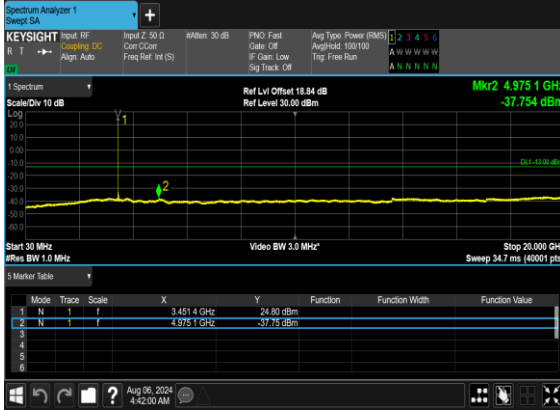 Spectrum Analyzer 1
Swept SA
+
KEYSIGHT
R T
Input: RF
Coupling: DC
Align: Auto
Input Z: 50 Ω
Corr CCorr
Freq Ref: Int (S)
#Atten: 30 dB
PNO: Fast
Gate: Off
IF Gain: Low
Sig Track: Off
Avg Type: Power (RMS)
Avg|Hold: 100/100
Trig: Free Run
1 2 3 4 5 6
A W W W W W
A N N N N N
1 Spectrum
Scale/Div 10 dB
Ref Lvl Offset 18.84 dB
Ref Level 30.00 dBm
Mkr2 4.975 1 GHz
-37.754 dBm
Log
20.0
10.0
0.00
-10.0
-20.0
-30.0
-40.0
-50.0
-60.0
1
2
DL1 -13.00 dBm
Start 30 MHz
#Res BW 1.0 MHz
Video BW 3.0 MHz*
Stop 20.000 GH
Sweep 34.7 ms (40001 pts
5 Marker Table
Mode Trace Scale X Y Function Function Width Function Value
1 N 1 f 3.451 4 GHz 24.80 dBm
2 N 1 f 4.975 1 GHz -37.75 dBm
3
4
5
6
?
Aug 06, 2024
4:42:00 AM